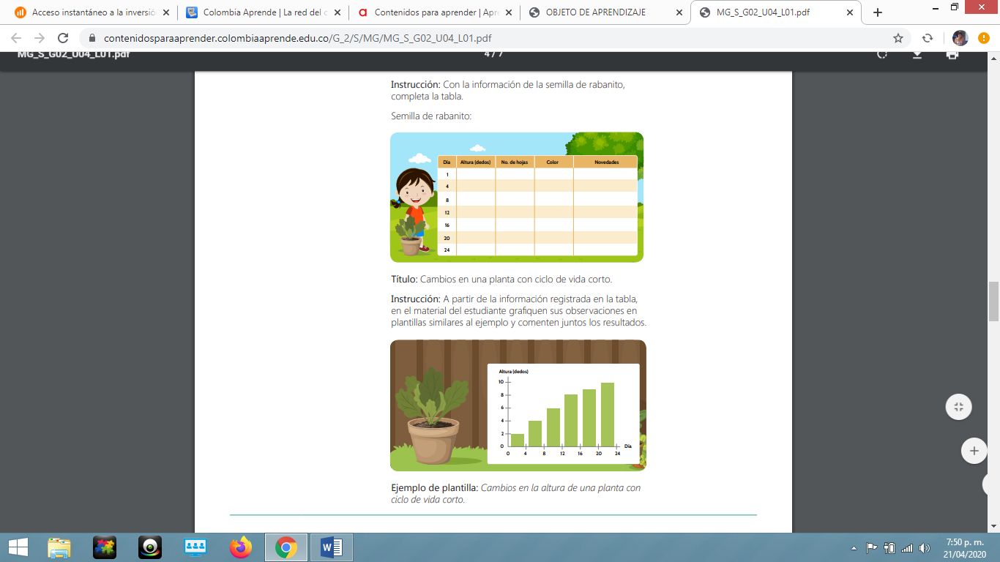 Acceso instantáneo a la inversió
Colombia Aprende | La red del c
Contenidos para aprender | Apre
OBJETO DE APRENDIZAJE
MG_S_G02_U04_L01.pdf
contenidosparaaprender.colombiaaprende.edu.co/G_2/S/MG/MG_S_G02_U04_L01.pdf
MG_S_G02_U04_L01.pdf
4 / 7
Instrucción: Con la información de la semilla de rabanito,
completa la tabla.
Semilla de rabanito:
Día Altura (dedos) No. de hojas Color Novedades
1
4
8
12
16
20
24
Título: Cambios en una planta con ciclo de vida corto.
Instrucción: A partir de la información registrada en la tabla,
en el material del estudiante grafiquen sus observaciones en
plantillas similares al ejemplo y comenten juntos los resultados.
Altura (dedos)
10
8
6
4
2
0
Día
0 4 8 12 16 20 24
Ejemplo de plantilla: Cambios en la altura de una planta con
ciclo de vida corto.
7:50 p. m.
21/04/2020